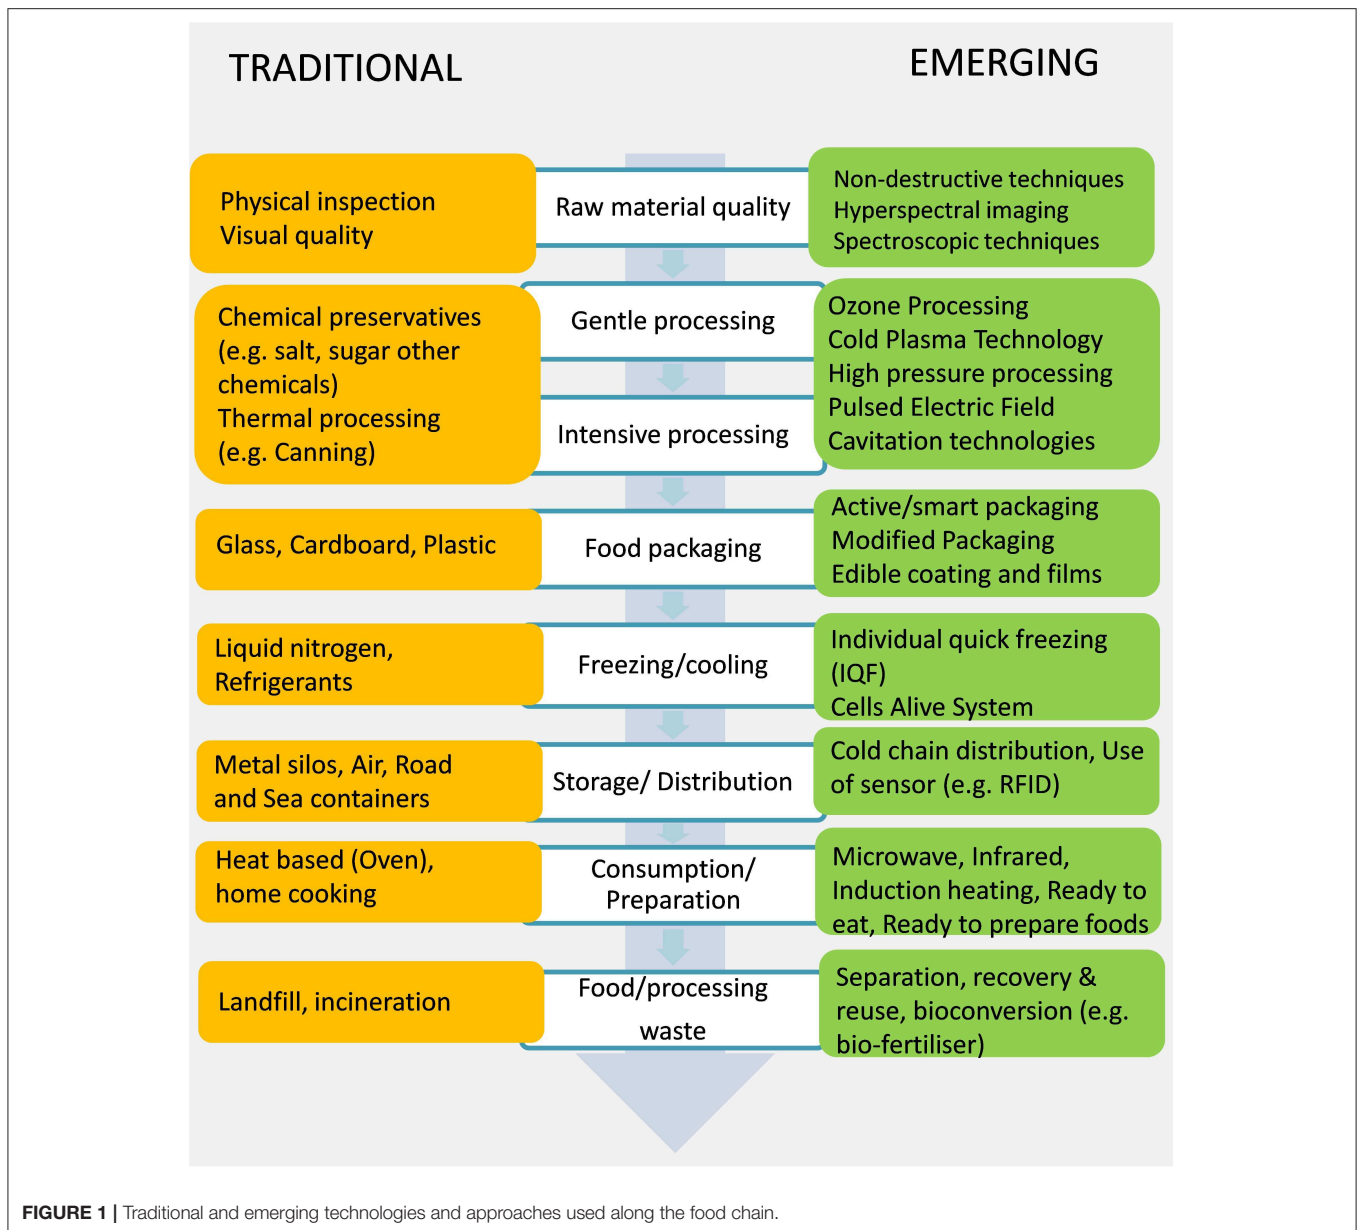 TRADITIONAL
EMERGING
Physical inspection
Visual quality
Raw material quality
Non-destructive techniques
Hyperspectral imaging
Spectroscopic techniques
Chemical preservatives
(e.g. salt, sugar other
chemicals)
Thermal processing
(e.g. Canning)
Gentle processing
Intensive processing
Ozone Processing
Cold Plasma Technology
High pressure processing
Pulsed Electric Field
Cavitation technologies
Glass, Cardboard, Plastic
Food packaging
Active/smart packaging
Modified Packaging
Edible coating and films
Liquid nitrogen,
Refrigerants
Freezing/cooling
Individual quick freezing
(IQF)
Cells Alive System
Metal silos, Air, Road
and Sea containers
Storage/ Distribution
Cold chain distribution, Use
of sensor (e.g. RFID)
Heat based (Oven),
home cooking
Consumption/
Preparation
Microwave, Infrared,
Induction heating, Ready to
eat, Ready to prepare foods
Landfill, incineration
Food/processing
waste
Separation, recovery &
reuse, bioconversion (e.g.
bio-fertiliser)
FIGURE 1 | Traditional and emerging technologies and approaches used along the food chain.